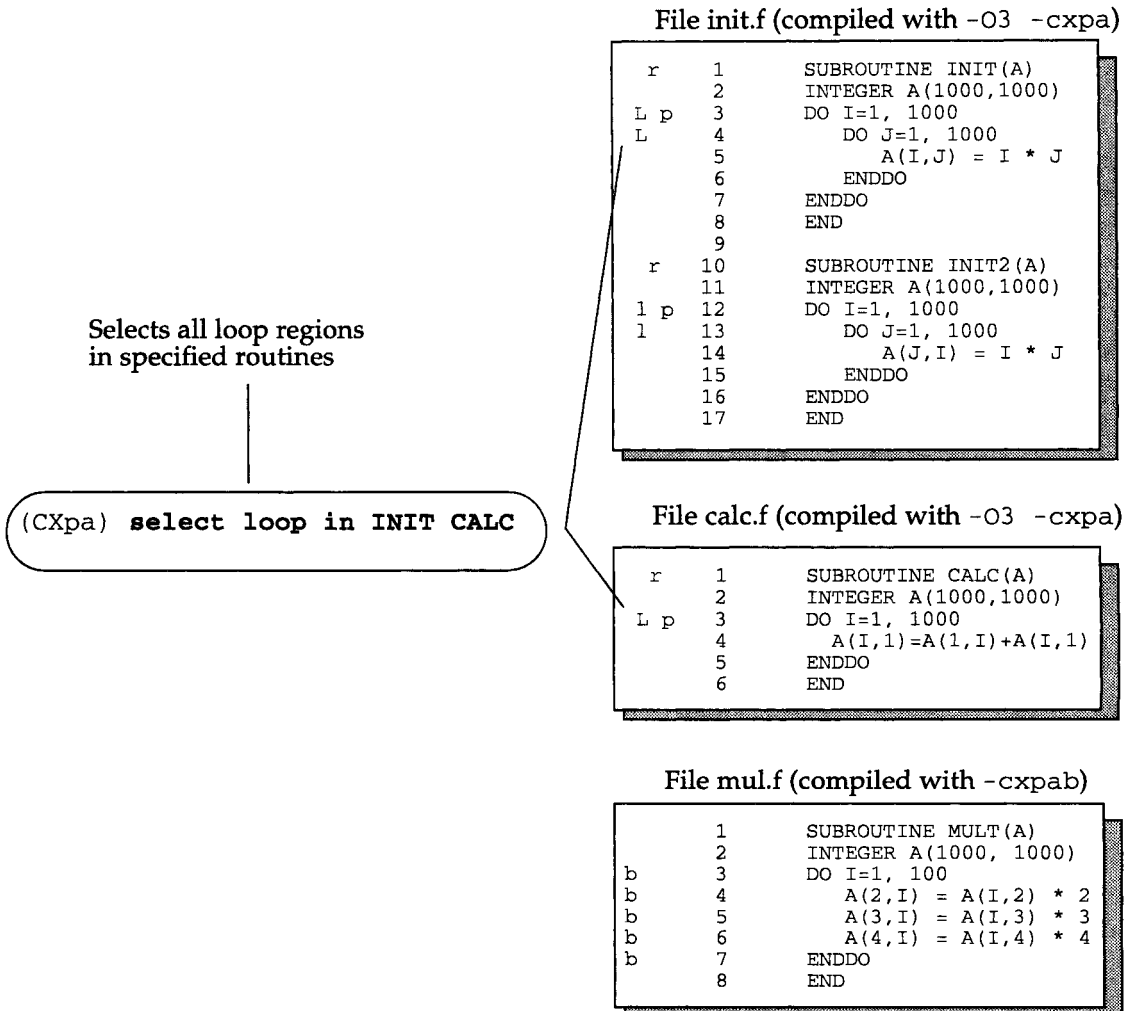 File init.f (compiled with -O3 -cxpa)
r 1 SUBROUTINE INIT(A)
2 INTEGER A(1000,1000)
L p 3 DO I=1, 1000
L 4 DO J=1, 1000
5 A(I,J) = I * J
6 ENDDO
7 ENDDO
8 END
9
r 10 SUBROUTINE INIT2(A)
11 INTEGER A(1000,1000)
l p 12 DO I=1, 1000
l 13 DO J=1, 1000
14 A(J,I) = I * J
15 ENDDO
16 ENDDO
17 END
Selects all loop regions
in specified routines
(CXpa) select loop in INIT CALC
File calc.f (compiled with -O3 -cxpa)
r 1 SUBROUTINE CALC(A)
2 INTEGER A(1000,1000)
L p 3 DO I=1, 1000
4 A(I,1)=A(1,I)+A(I,1)
5 ENDDO
6 END
File mul.f (compiled with -cxpab)
1 SUBROUTINE MULT(A)
2 INTEGER A(1000, 1000)
b 3 DO I=1, 100
b 4 A(2,I) = A(I,2) * 2
b 5 A(3,I) = A(I,3) * 3
b 6 A(4,I) = A(I,4) * 4
b 7 ENDDO
8 END